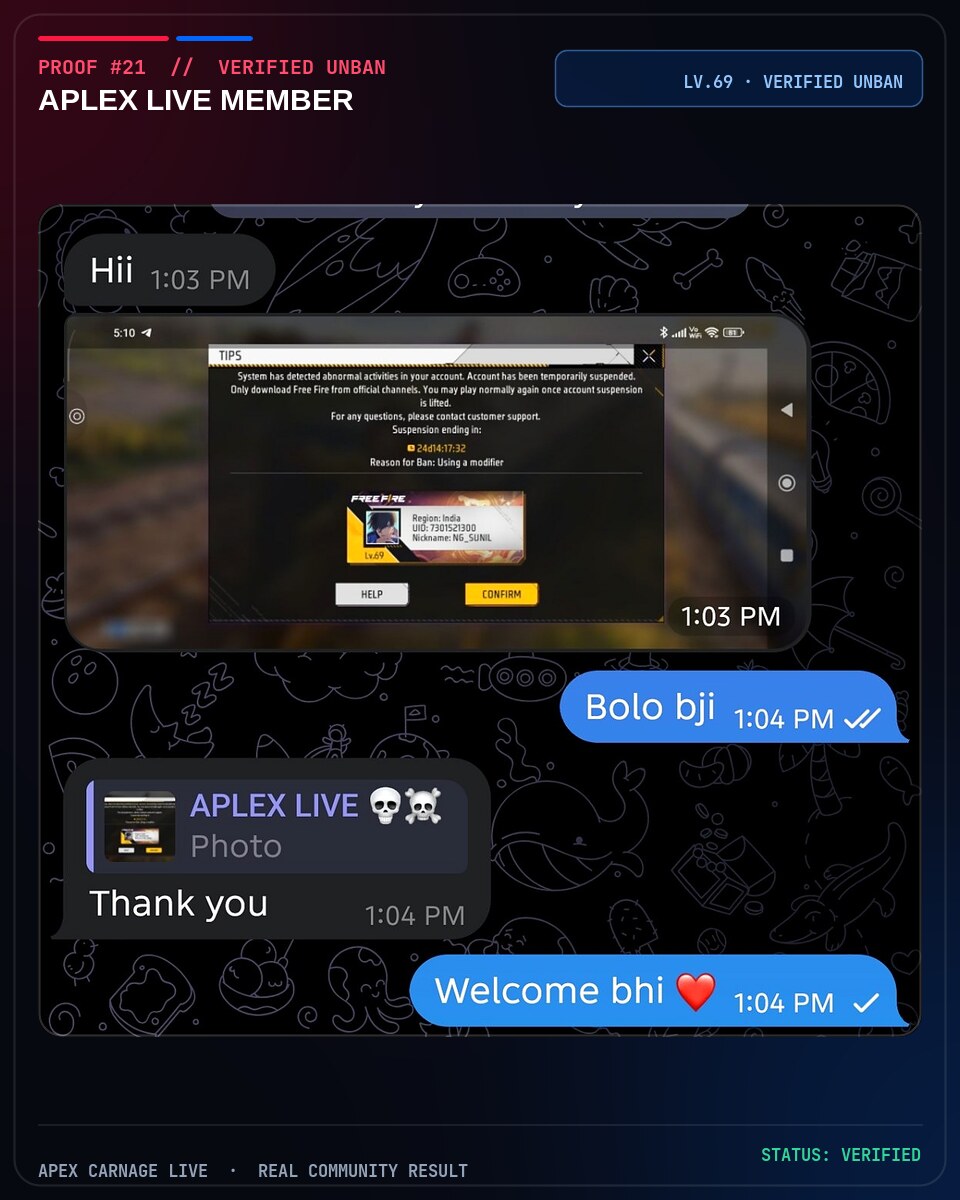 PROOF #21 // VERIFIED UNBAN
APLEX LIVE MEMBER
LV.69 · VERIFIED UNBAN
Hii 1:03 PM
5:10
TIPS
System has detected abnormal activities in your account. Account has been temporarily suspended.
Only download Free Fire from official channels. You may play normally again once account suspension
is lifted.
For any questions, please contact customer support.
Suspension ending in:
24d14:17:32
Reason for Ban: Using a modifier
FREE FIRE
Region: India
UID: 7301521300
Nickname: NG_SUNIL
Lv.69
HELP
CONFIRM
1:03 PM
Bolo bji 1:04 PM
APLEX LIVE 💀☠️
Photo
Thank you 1:04 PM
Welcome bhi ❤️ 1:04 PM
STATUS: VERIFIED
APEX CARNAGE LIVE · REAL COMMUNITY RESULT